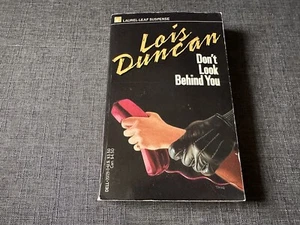 LAUREL-LEAF SUSPENSE
Lois
Duncan
Don't
Look
Behind You